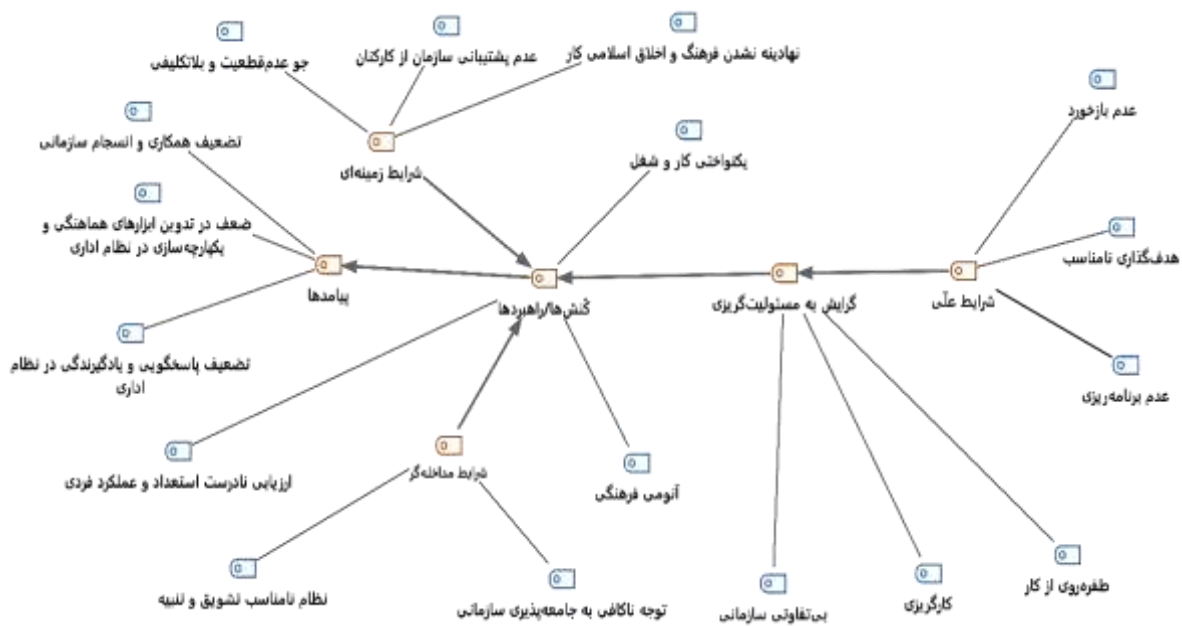 نهادینه نشدن فرهنگ و اخلاق اسلامی کار
عدم پشتیبانی سازمان از کارکنان
جو عدم‌قطعیت و بلاتکلیفی
عدم بازخورد
تضعیف همکاری و انسجام سازمانی
یکنواختی کار و شغل
شرایط زمینه‌ای
ضعف در تدوین ابزارهای هماهنگی و
یکپارچه‌سازی در نظام اداری
هدف‌گذاری نامناسب
شرایط علّی
گرایش به مسئولیت‌گریزی
کُنش‌ها/راهبردها
پیامدها
تضعیف پاسخگویی و یادگیرندگی در نظام
اداری
عدم برنامه‌ریزی
ارزیابی نادرست استعداد و عملکرد فردی
شرایط مداخله‌گر
آنومی فرهنگی
طفره‌روی از کار
کارگریزی
بی‌تفاوتی سازمانی
توجه ناکافی به جامعه‌پذیری سازمانی
نظام نامناسب تشویق و تنبیه